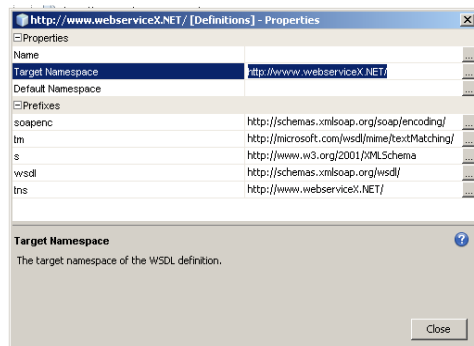 http://www.webserviceX.NET/ [Definitions] - Properties
Properties
Name ...
Target Namespace http://www.webserviceX.NET/ ...
Default Namespace ...
Prefixes
soapenc http://schemas.xmlsoap.org/soap/encoding/ ...
tm http://microsoft.com/wsdl/mime/textMatching/ ...
s http://www.w3.org/2001/XMLSchema ...
wsdl http://schemas.xmlsoap.org/wsdl/ ...
tns http://www.webserviceX.NET/ ...
Target Namespace
The target namespace of the WSDL definition.
Close